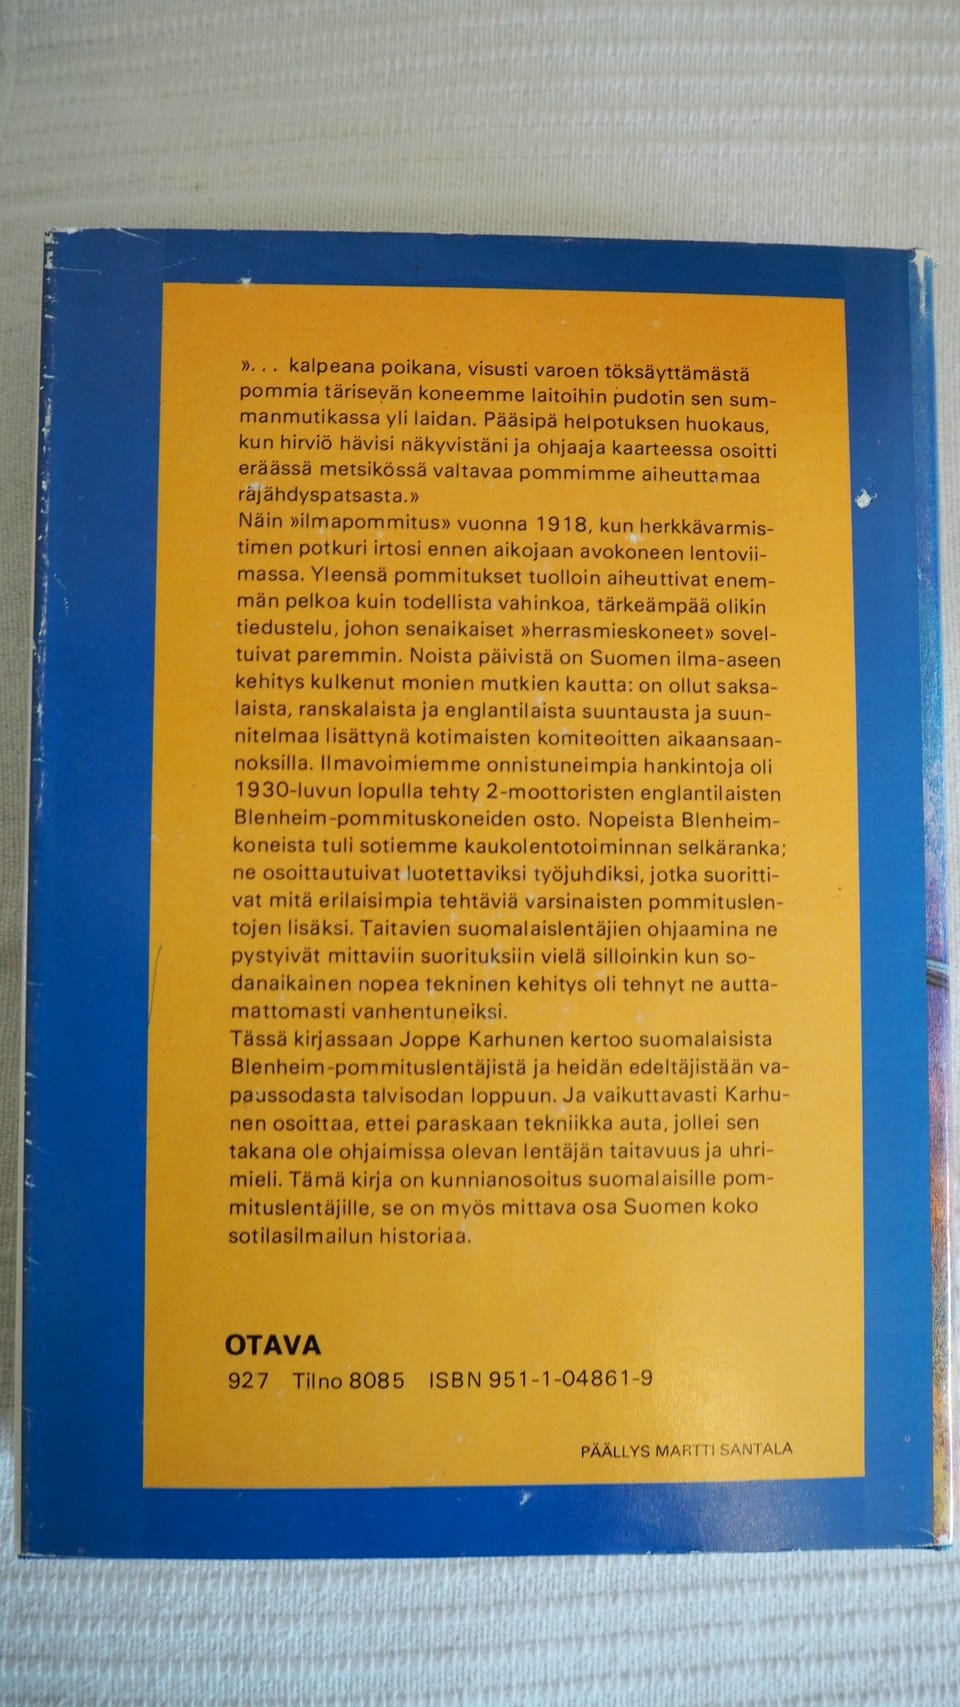 ». . . kalpeana poikana, visusti varoen töksäyttämästä
pommia tärisevän koneemme laitoihin pudotin sen sum-
manmutikassa yli laidan. Pääsipä helpotuksen huokaus,
kun hirviö hävisi näkyvistäni ja ohjaaja kaarteessa osoitti
eräässä metsikössä valtavaa pommimme aiheuttamaa
räjähdyspatsasta.»
Näin »ilmapommitus» vuonna 1918, kun herkkävarmis-
timen potkuri irtosi ennen aikojaan avokoneen lentovii-
massa. Yleensä pommitukset tuolloin aiheuttivat enem-
män pelkoa kuin todellista vahinkoa, tärkeämpää olikin
tiedustelu, johon senaikaiset »herrasmieskoneet» sovel-
tuivat paremmin. Noista päivistä on Suomen ilma-aseen
kehitys kulkenut monien mutkien kautta: on ollut saksa-
laista, ranskalaista ja englantilaista suuntausta ja suun-
nitelmaa lisättynä kotimaisten komiteoitten aikaansaan-
noksilla. Ilmavoimiemme onnistuneimpia hankintoja oli
1930-luvun lopulla tehty 2-moottoristen englantilaisten
Blenheim-pommituskoneiden osto. Nopeista Blenheim-
koneista tuli sotiemme kaukolentotoiminnan selkäranka;
ne osoittautuivat luotettaviksi työjuhdiksi, jotka suoritti-
vat mitä erilaisimpia tehtäviä varsinaisten pommituslen-
tojen lisäksi. Taitavien suomalaislentäjien ohjaamina ne
pystyivät mittaviin suorituksiin vielä silloinkin kun so-
danaikainen nopea tekninen kehitys oli tehnyt ne autta-
mattomasti vanhentuneiksi.
Tässä kirjassaan Joppe Karhunen kertoo suomalaisista
Blenheim-pommituslentäjistä ja heidän edeltäjistään va-
paussodasta talvisodan loppuun. Ja vaikuttavasti Karhu-
nen osoittaa, ettei paraskaan tekniikka auta, jollei sen
takana ole ohjaimissa olevan lentäjän taitavuus ja uhri-
mieli. Tämä kirja on kunnianosoitus suomalaisille pom-
mituslentäjille, se on myös mittava osa Suomen koko
sotilasilmailun historiaa.
OTAVA
927 Tilno 8085 ISBN 951-1-04861-9
PÄÄLLYS MARTTI SANTALA